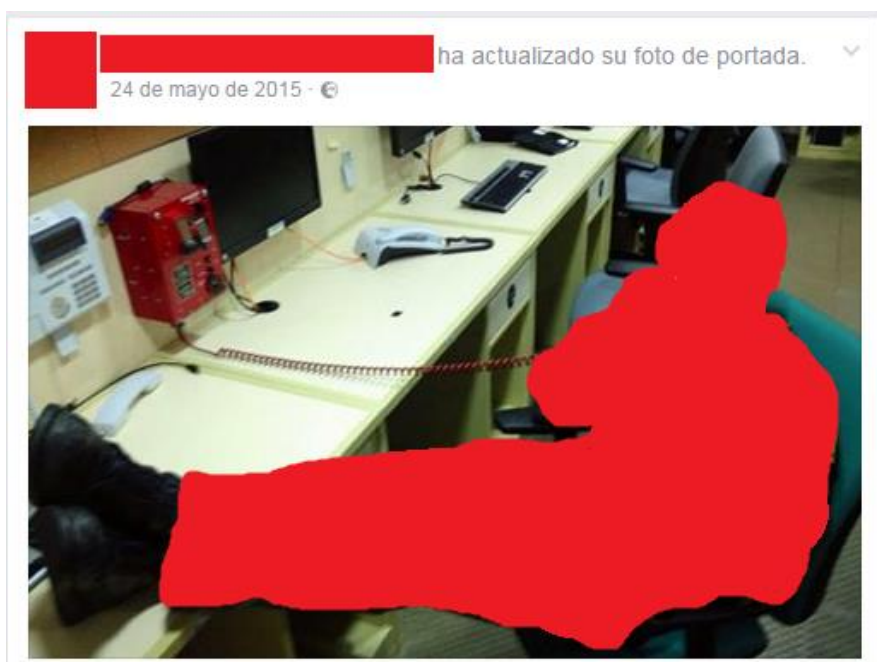 ha actualizado su foto de portada.
24 de mayo de 2015 ·